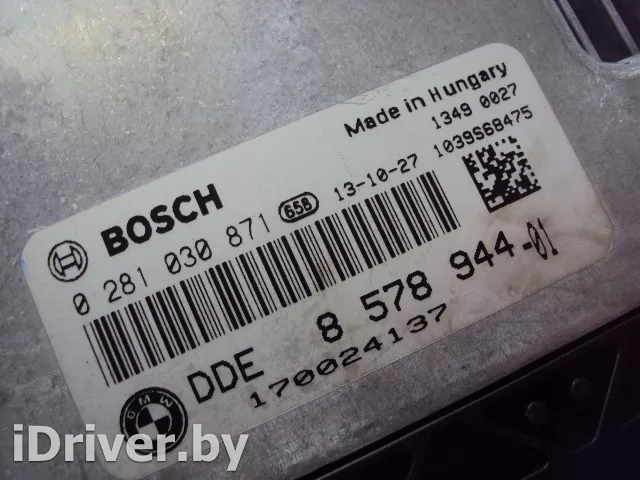 Made in Hungary
1349 0027
1039S68475
BOSCH
0 281 030 871 658 13-10-27
DDE 8 578 944-01
170024137
BMW
iDriver.by